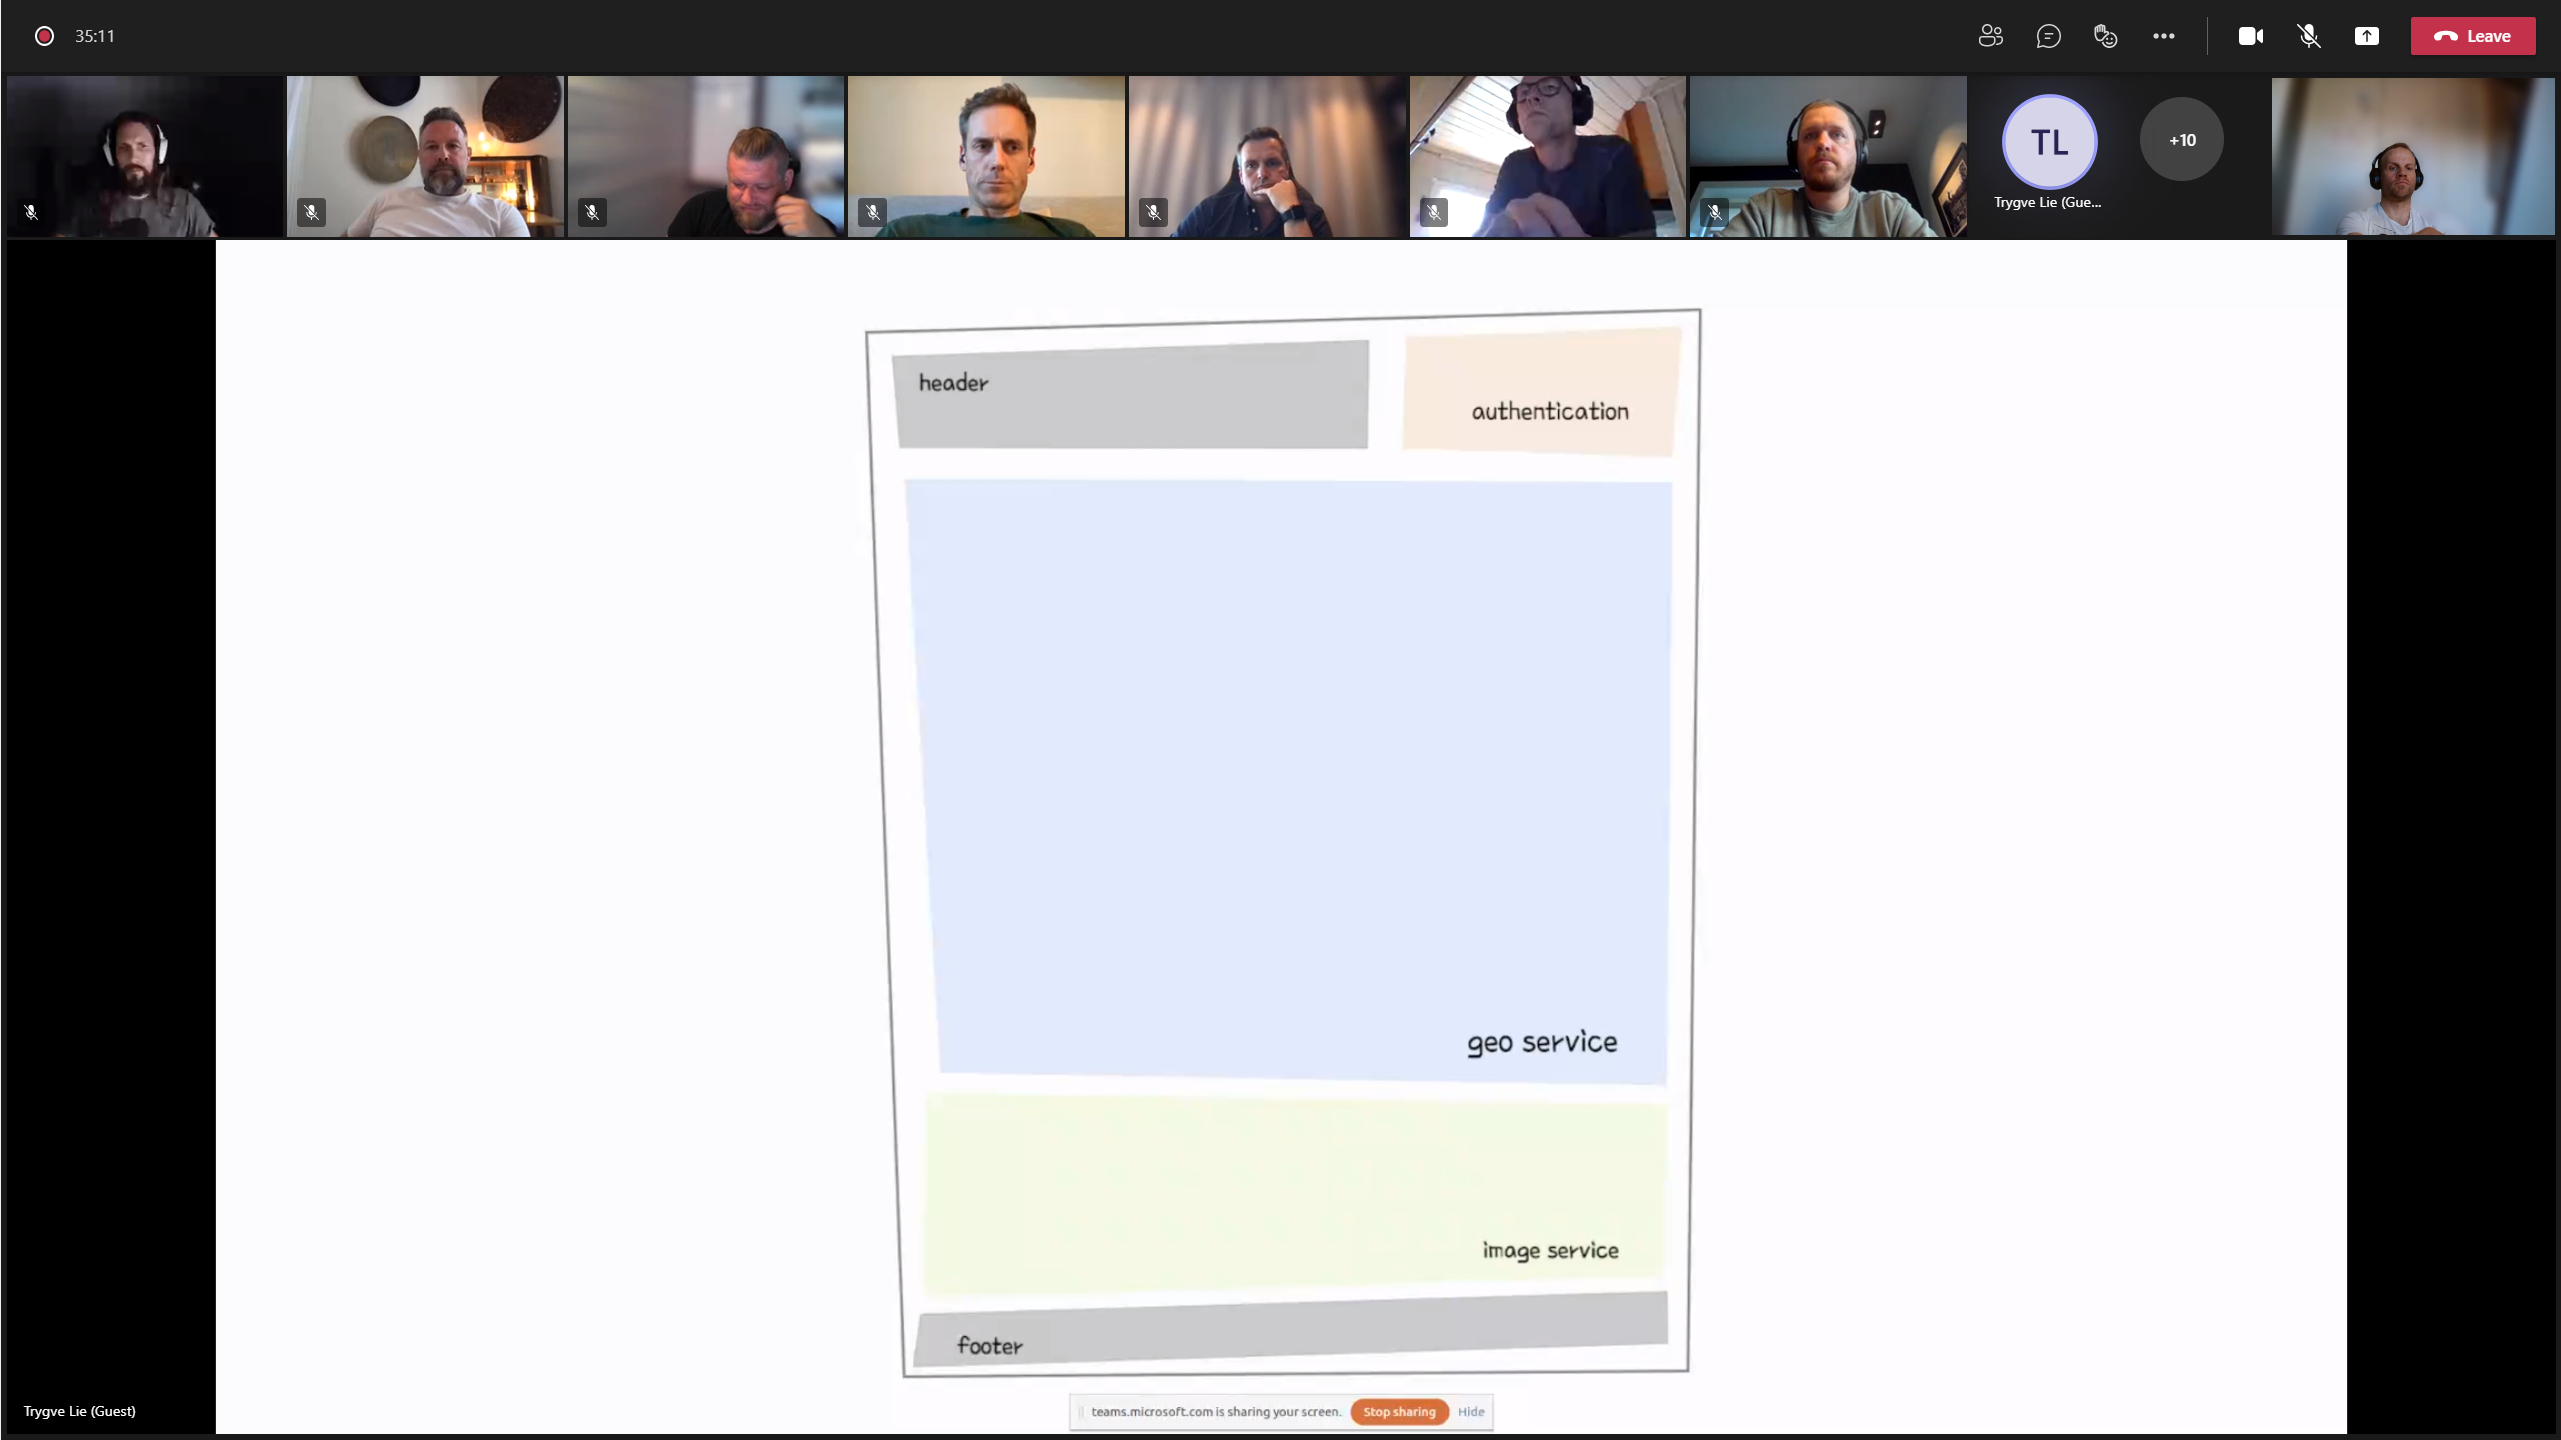 35:11
Leave
TL
+10
Trygve Lie (Gue...
header
authentication
geo service
image service
footer
Trygve Lie (Guest)
teams.microsoft.com is sharing your screen. Stop sharing Hide